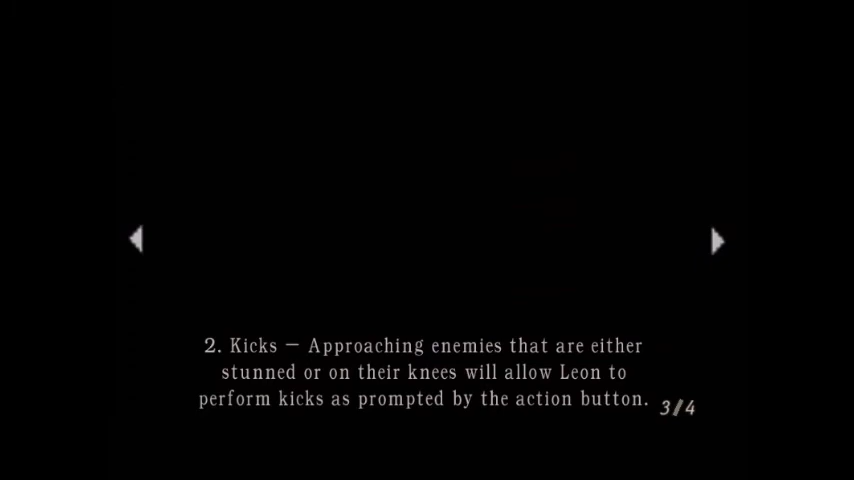 2. Kicks — Approaching enemies that are either
stunned or on their knees will allow Leon to
perform kicks as prompted by the action button.
3/4